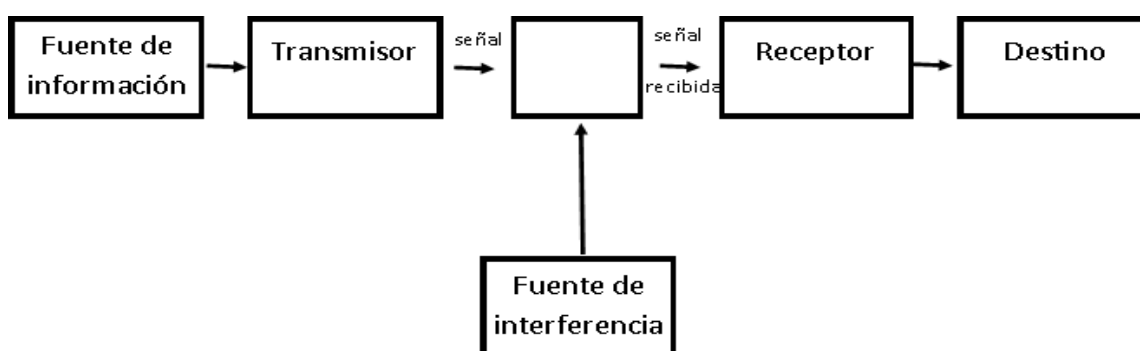 Fuente de
información
Transmisor
señal
señal
recibida
Receptor
Destino
Fuente de
interferencia